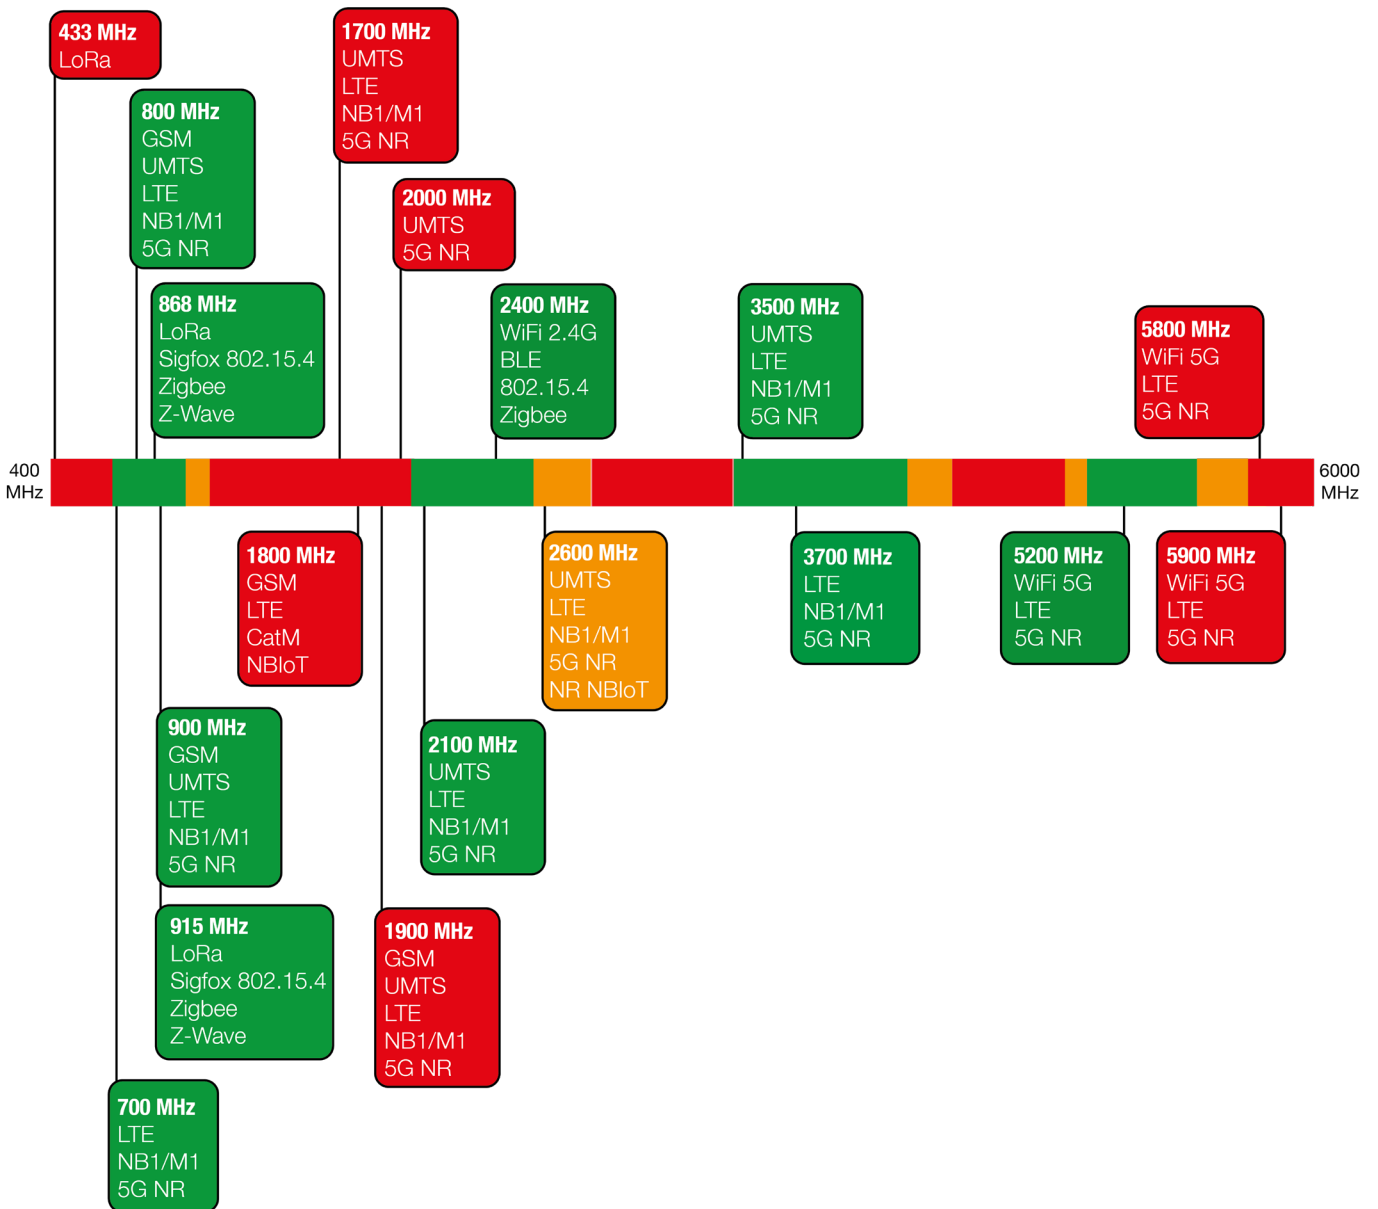 433 MHz
LoRa
800 MHz
GSM
UMTS
LTE
NB1/M1
5G NR
868 MHz
LoRa
Sigfox 802.15.4
Zigbee
Z-Wave
1700 MHz
UMTS
LTE
NB1/M1
5G NR
2000 MHz
UMTS
5G NR
2400 MHz
WiFi 2.4G
BLE
802.15.4
Zigbee
3500 MHz
UMTS
LTE
NB1/M1
5G NR
5800 MHz
WiFi 5G
LTE
5G NR
400
MHz
6000
MHz
1800 MHz
GSM
LTE
CatM
NBIoT
2600 MHz
UMTS
LTE
NB1/M1
5G NR
NR NBIoT
3700 MHz
LTE
NB1/M1
5G NR
5200 MHz
WiFi 5G
LTE
5G NR
5900 MHz
WiFi 5G
LTE
5G NR
900 MHz
GSM
UMTS
LTE
NB1/M1
5G NR
2100 MHz
UMTS
LTE
NB1/M1
5G NR
915 MHz
LoRa
Sigfox 802.15.4
Zigbee
Z-Wave
1900 MHz
GSM
UMTS
LTE
NB1/M1
5G NR
700 MHz
LTE
NB1/M1
5G NR